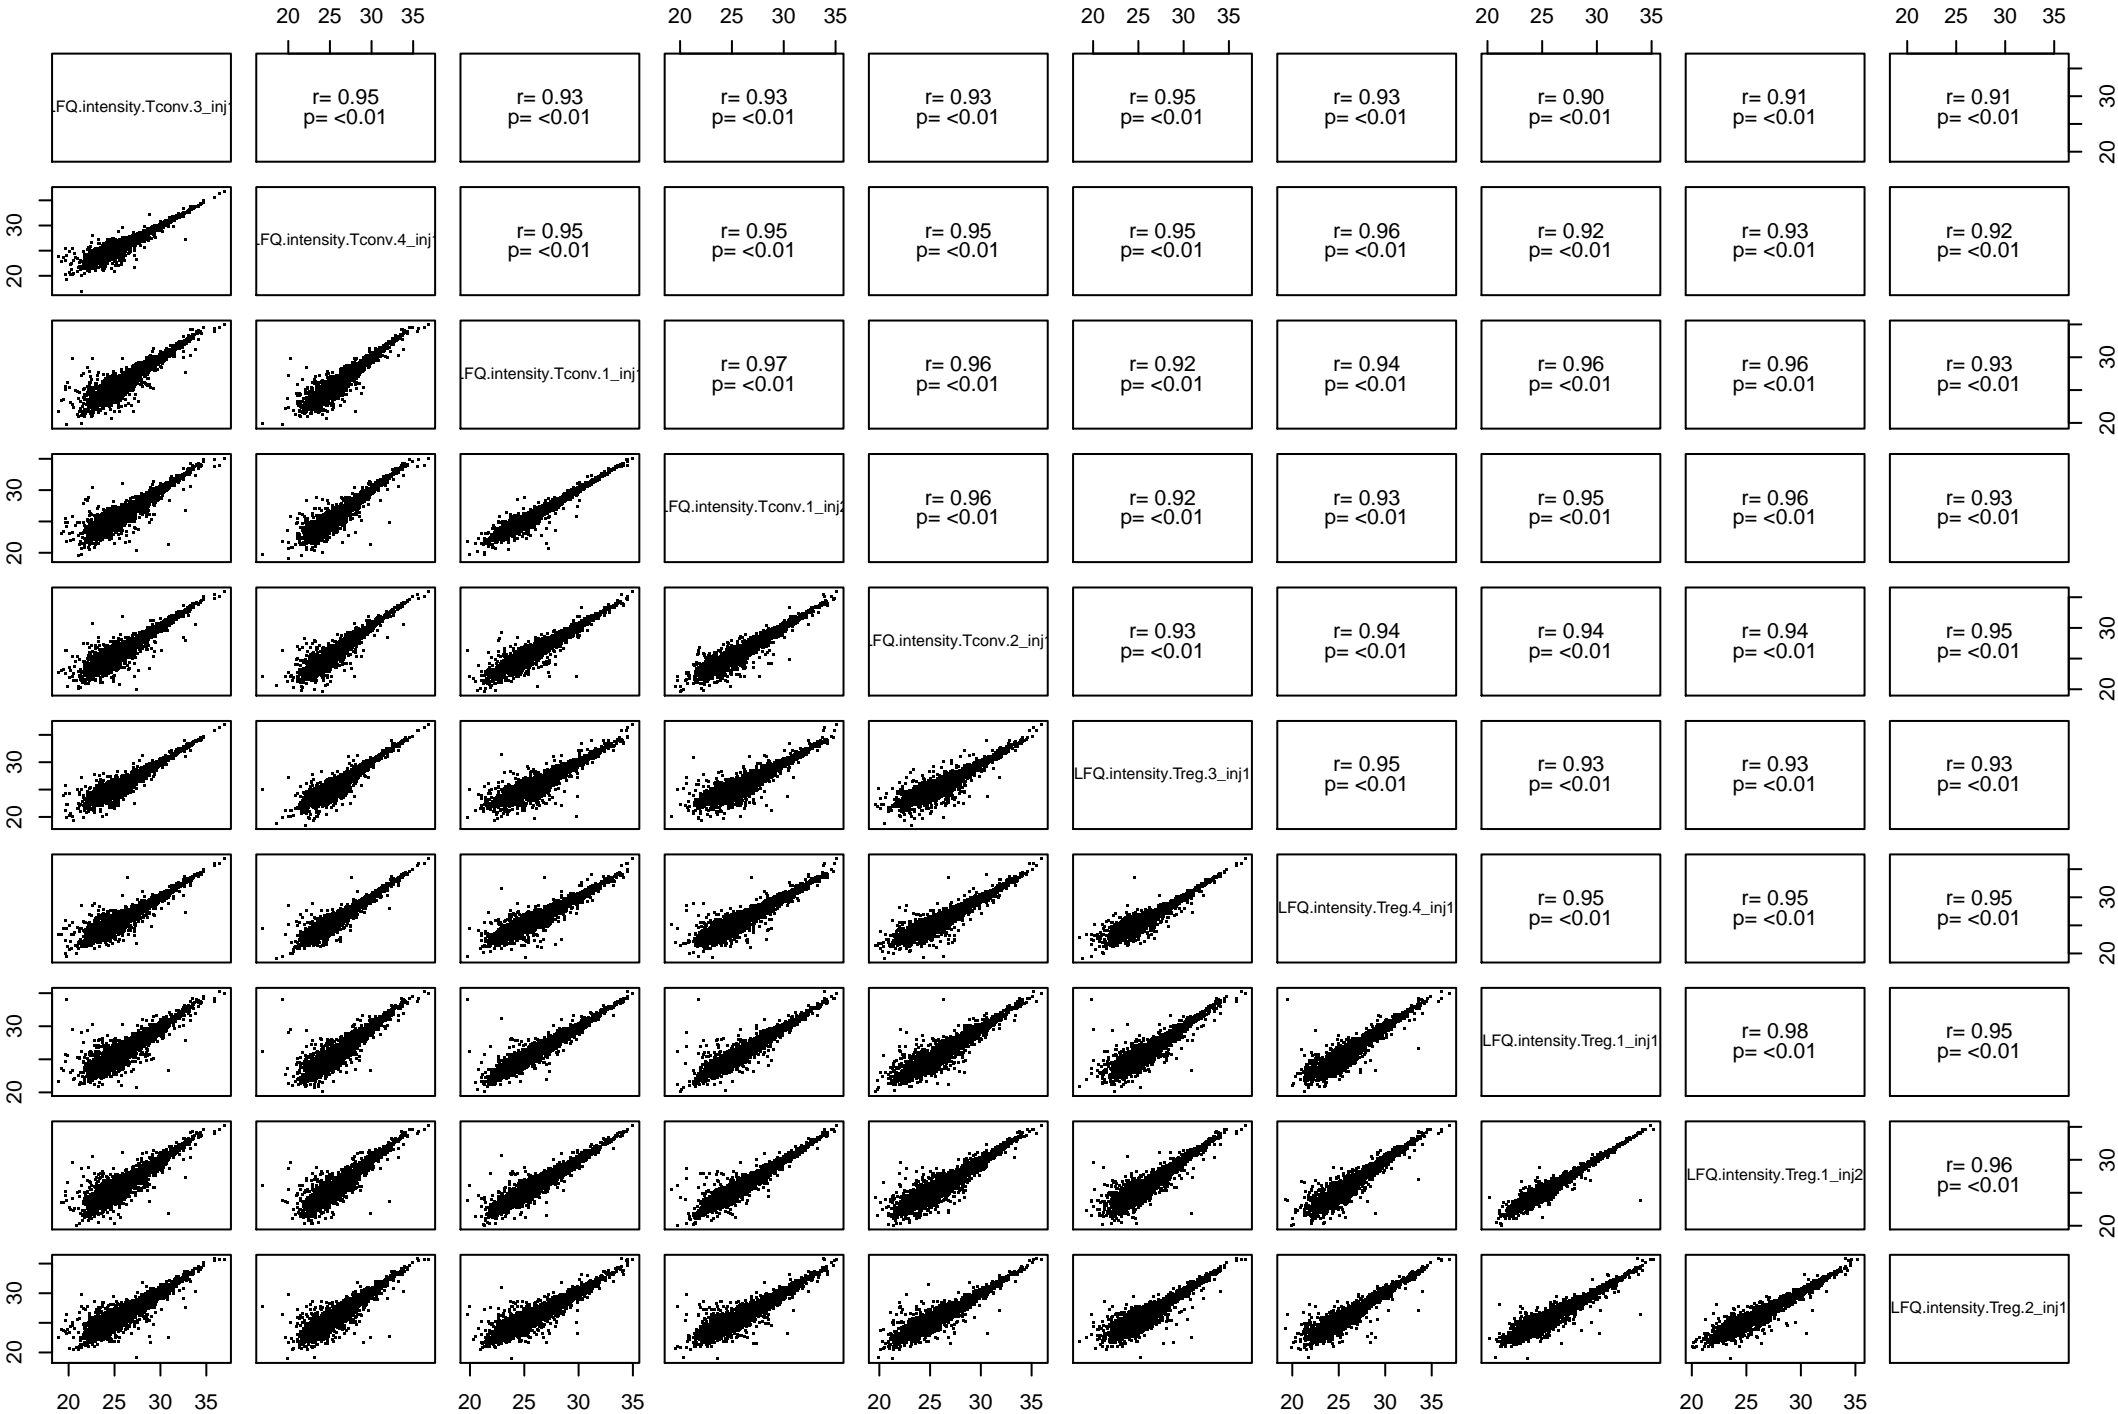 20 25 30 35 20 25 30 35 20 25 30 35 20 25 30 35 20 25 30 35
LFQ.intensity.Tconv.3_inj1 r= 0.95 r= 0.93 r= 0.93 r= 0.93 r= 0.95 r= 0.93 r= 0.90 r= 0.91 r= 0.91 20 30
p= <0.01 p= <0.01 p= <0.01 p= <0.01 p= <0.01 p= <0.01 p= <0.01 p= <0.01 p= <0.01
20 30 LFQ.intensity.Tconv.4_inj1 r= 0.95 r= 0.95 r= 0.95 r= 0.95 r= 0.96 r= 0.92 r= 0.93 r= 0.92
p= <0.01 p= <0.01 p= <0.01 p= <0.01 p= <0.01 p= <0.01 p= <0.01 p= <0.01
LFQ.intensity.Tconv.1_inj1 r= 0.97 r= 0.96 r= 0.92 r= 0.94 r= 0.96 r= 0.96 r= 0.93 20 30
p= <0.01 p= <0.01 p= <0.01 p= <0.01 p= <0.01 p= <0.01 p= <0.01
20 30 LFQ.intensity.Tconv.1_inj2 r= 0.96 r= 0.92 r= 0.93 r= 0.95 r= 0.96 r= 0.93
p= <0.01 p= <0.01 p= <0.01 p= <0.01 p= <0.01 p= <0.01
LFQ.intensity.Tconv.2_inj1 r= 0.93 r= 0.94 r= 0.94 r= 0.94 r= 0.95 20 30
p= <0.01 p= <0.01 p= <0.01 p= <0.01 p= <0.01
20 30 LFQ.intensity.Treg.3_inj1 r= 0.95 r= 0.93 r= 0.93 r= 0.93
p= <0.01 p= <0.01 p= <0.01 p= <0.01
LFQ.intensity.Treg.4_inj1 r= 0.95 r= 0.95 r= 0.95 20 30
p= <0.01 p= <0.01 p= <0.01
20 30 LFQ.intensity.Treg.1_inj1 r= 0.98 r= 0.95
p= <0.01 p= <0.01
LFQ.intensity.Treg.1_inj2 r= 0.96 20 30
p= <0.01
20 30 LFQ.intensity.Treg.2_inj1
20 25 30 35 20 25 30 35 20 25 30 35 20 25 30 35 20 25 30 35